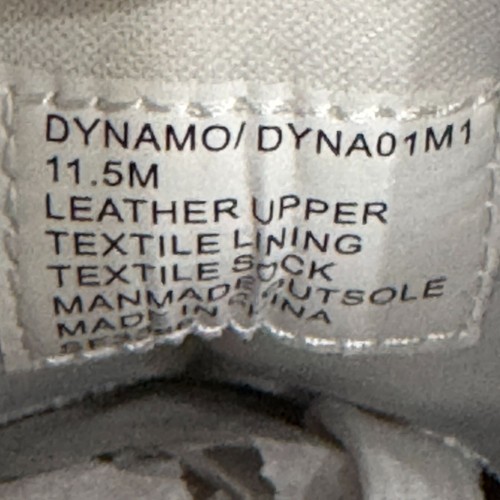 DYNAMO/ DYNA01M1
11.5M
LEATHER UPPER
TEXTILE LINING
TEXTILE SOCK
MANMADE OUTSOLE
MADE IN CHINA